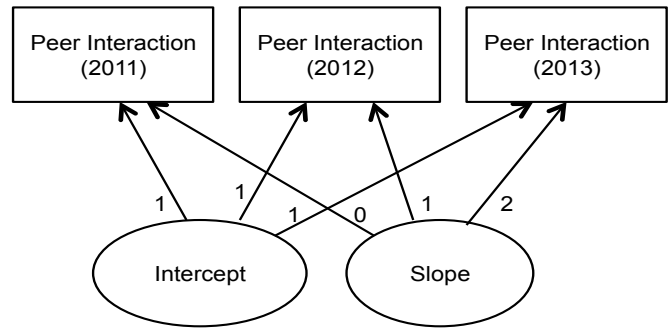 Peer Interaction
(2011)
Peer Interaction
(2012)
Peer Interaction
(2013)
1
1
1
0
1
2
Intercept
Slope